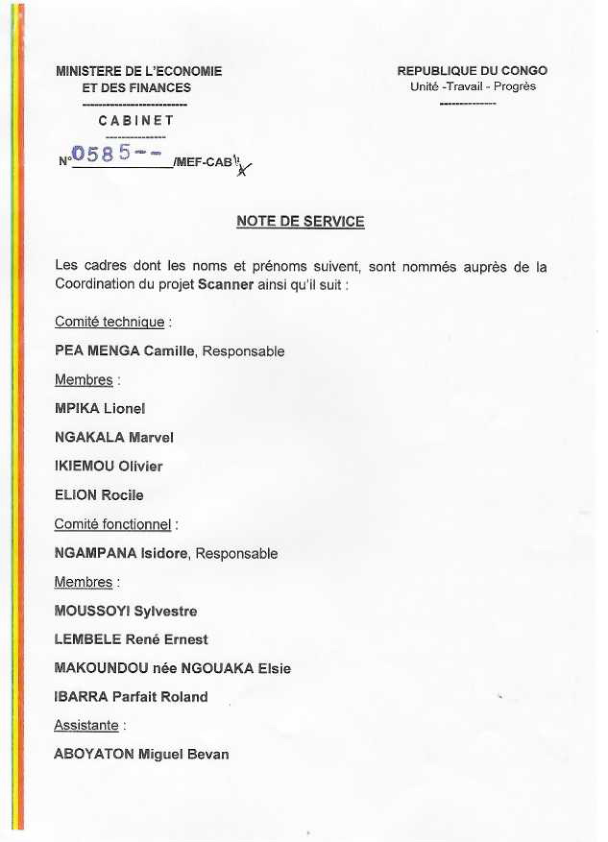 MINISTERE DE L'ECONOMIE
ET DES FINANCES
------------------------
CABINET
--------------
REPUBLIQUE DU CONGO
Unité -Travail - Progrès
--------------
N° 0585-- /MEF-CAB
NOTE DE SERVICE
Les cadres dont les noms et prénoms suivent, sont nommés auprès de la
Coordination du projet Scanner ainsi qu'il suit :
Comité technique :
PEA MENGA Camille, Responsable
Membres :
MPIKA Lionel
NGAKALA Marvel
IKIEMOU Olivier
ELION Rocile
Comité fonctionnel :
NGAMPANA Isidore, Responsable
Membres :
MOUSSOYI Sylvestre
LEMBELE René Ernest
MAKOUNDOU née NGOUAKA Elsie
IBARRA Parfait Roland
Assistante :
ABOYATON Miguel Bevan